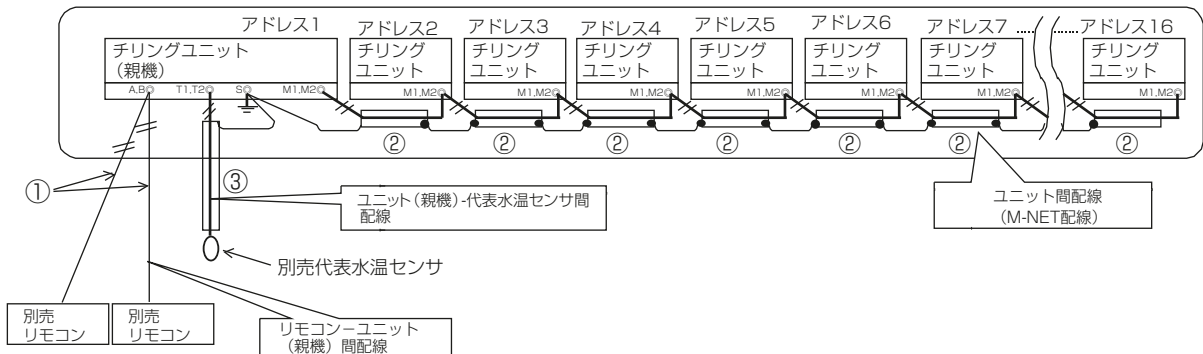 アドレス1
アドレス2
アドレス3
アドレス4
アドレス5
アドレス6
アドレス7
アドレス16
チリングユニット
（親機）
チリング
ユニット
チリング
ユニット
チリング
ユニット
チリング
ユニット
チリング
ユニット
チリング
ユニット
チリング
ユニット
A,B
T1,T2
S
M1,M2
M1,M2
M1,M2
M1,M2
M1,M2
M1,M2
M1,M2
M1,M2
②
②
②
②
②
②
②
①
③
ユニット（親機）-代表水温センサ間
配線
ユニット間配線
（M-NET配線）
別売代表水温センサ
別売
リモコン
別売
リモコン
リモコン－ユニット
（親機）間配線